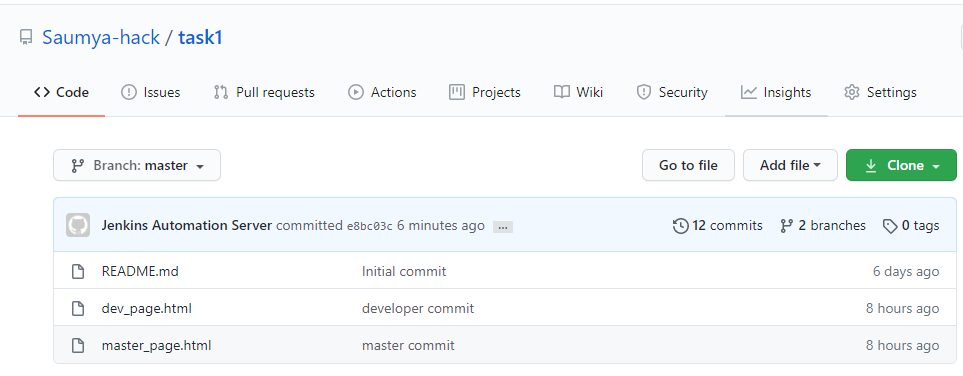 Saumya-hack / task1
Code Issues Pull requests Actions Projects Wiki Security Insights Settings
Branch: master Go to file Add file Clone
Jenkins Automation Server committed e8bc03c 6 minutes ago ... 12 commits 2 branches 0 tags
README.md Initial commit 6 days ago
dev_page.html developer commit 8 hours ago
master_page.html master commit 8 hours ago